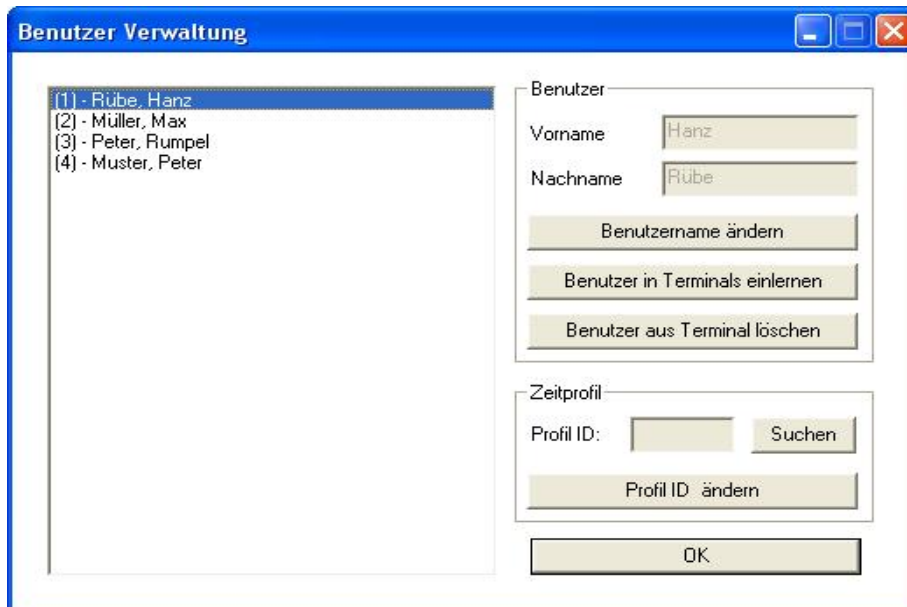 Benutzer Verwaltung
(1) - Rübe, Hanz
(2) - Müller, Max
(3) - Peter, Rumpel
(4) - Muster, Peter
Benutzer
Vorname Hanz
Nachname Rübe
Benutzername ändern
Benutzer in Terminals einlernen
Benutzer aus Terminal löschen
Zeitprofil
Profil ID: Suchen
Profil ID ändern
OK